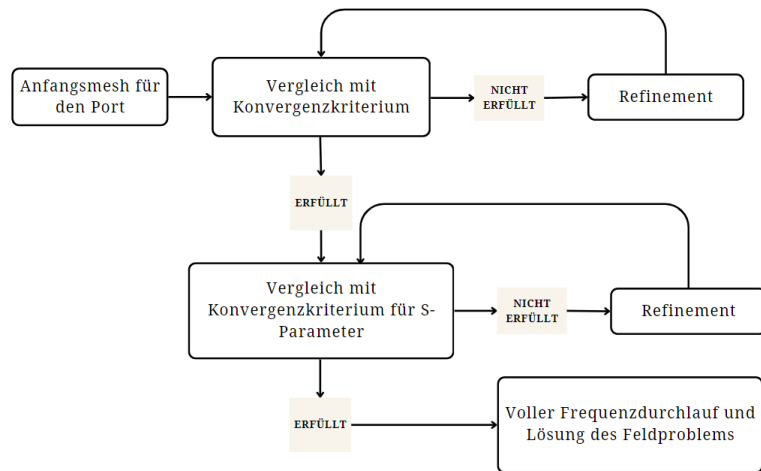 Anfangsmesh für
den Port
Vergleich mit
Konvergenzkriterium
NICHT
ERFÜLLT
Refinement
ERFÜLLT
Vergleich mit
Konvergenzkriterium für S-
Parameter
NICHT
ERFÜLLT
Refinement
ERFÜLLT
Voller Frequenzdurchlauf und
Lösung des Feldproblems